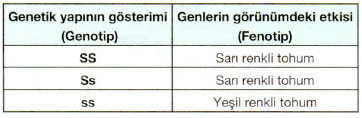 Genetik yapının gösterimi Genlerin görünümdeki etkisi
(Genotip) (Fenotip)
SS Sarı renkli tohum
Ss Sarı renkli tohum
ss Yeşil renkli tohum